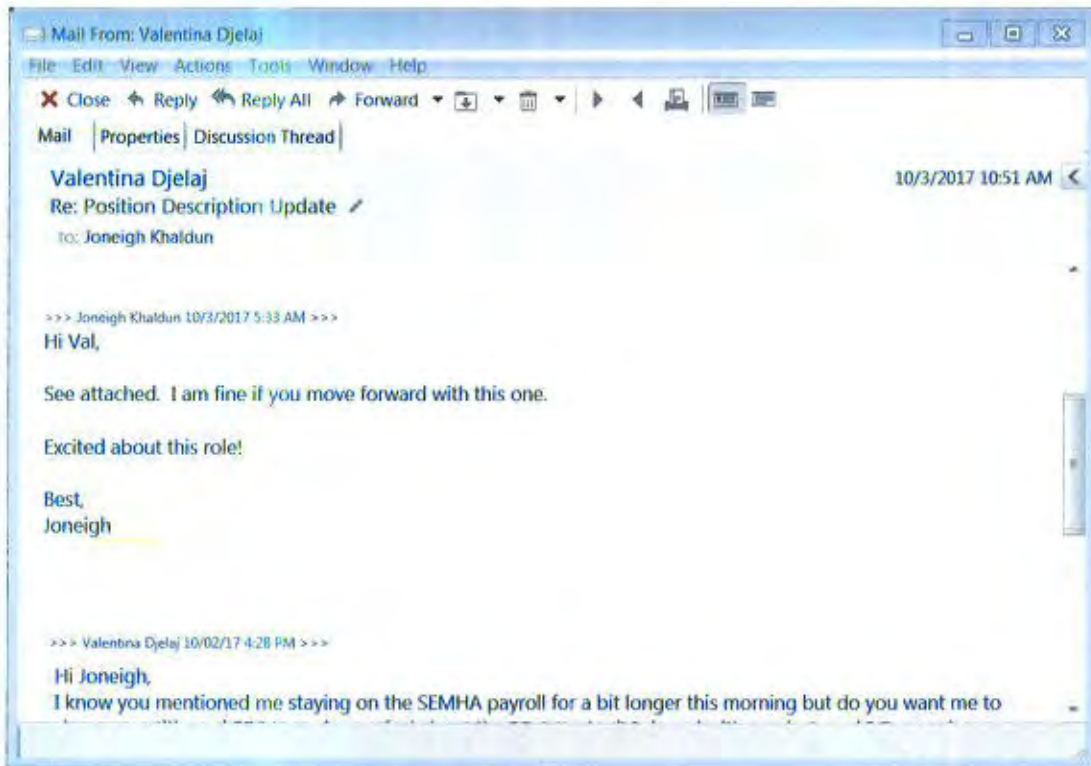 Mail From: Valentina Djelaj
File Edit View Actions Tools Window Help
Close Reply Reply All Forward
Mail Properties Discussion Thread
Valentina Djelaj 10/3/2017 10:51 AM
Re: Position Description Update
to: Joneigh Khaldun
>>> Joneigh Khaldun 10/3/2017 5:33 AM >>>
Hi Val,
See attached. I am fine if you move forward with this one.
Excited about this role!
Best,
Joneigh
>>> Valentina Djelaj 10/02/17 4:28 PM >>>
Hi Joneigh,
I know you mentioned me staying on the SEMHA payroll for a bit longer this morning but do you want me to